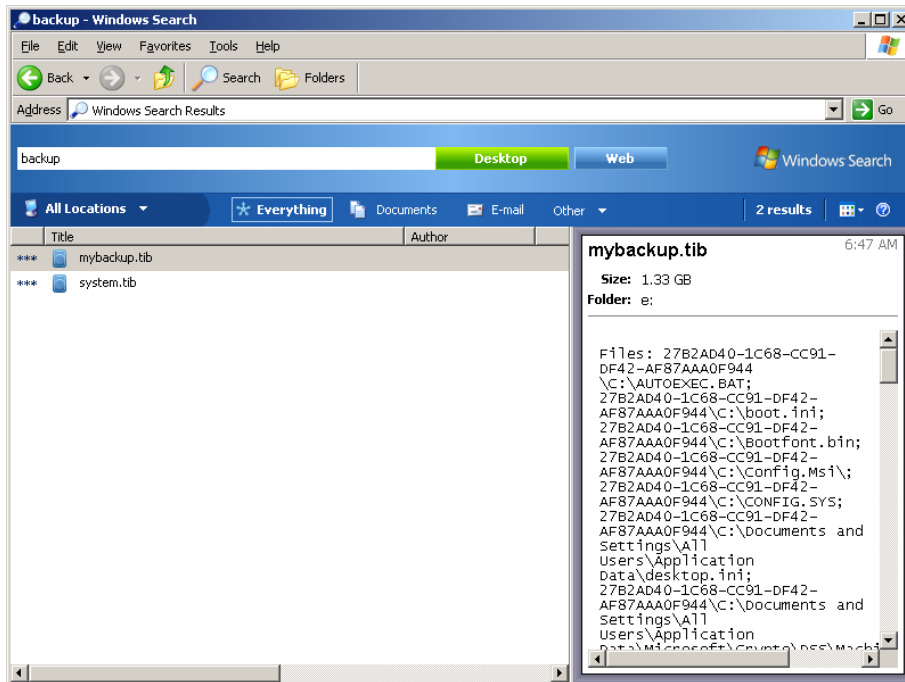 backup - Windows Search
File Edit View Favorites Tools Help
Back Search Folders
Address Windows Search Results Go
backup Desktop Web Windows Search
All Locations Everything Documents E-mail Other 2 results
Title Author
*** mybackup.tib
*** system.tib
mybackup.tib 6:47 AM
Size: 1.33 GB
Folder: e:
Files: 27B2AD40-1C68-CC91-
DF42-AF87AAA0F944
\C:\AUTOEXEC.BAT;
27B2AD40-1C68-CC91-DF42-
AF87AAA0F944\C:\boot.ini;
27B2AD40-1C68-CC91-DF42-
AF87AAA0F944\C:\Bootfont.bin;
27B2AD40-1C68-CC91-DF42-
AF87AAA0F944\C:\Config.Msi\;
27B2AD40-1C68-CC91-DF42-
AF87AAA0F944\C:\CONFIG.SYS;
27B2AD40-1C68-CC91-DF42-
AF87AAA0F944\C:\Documents and
Settings\All
Users\Application
Data\desktop.ini;
27B2AD40-1C68-CC91-DF42-
AF87AAA0F944\C:\Documents and
Settings\All
Users\Application
Data\Microsoft\Crypto\DSS\Machi